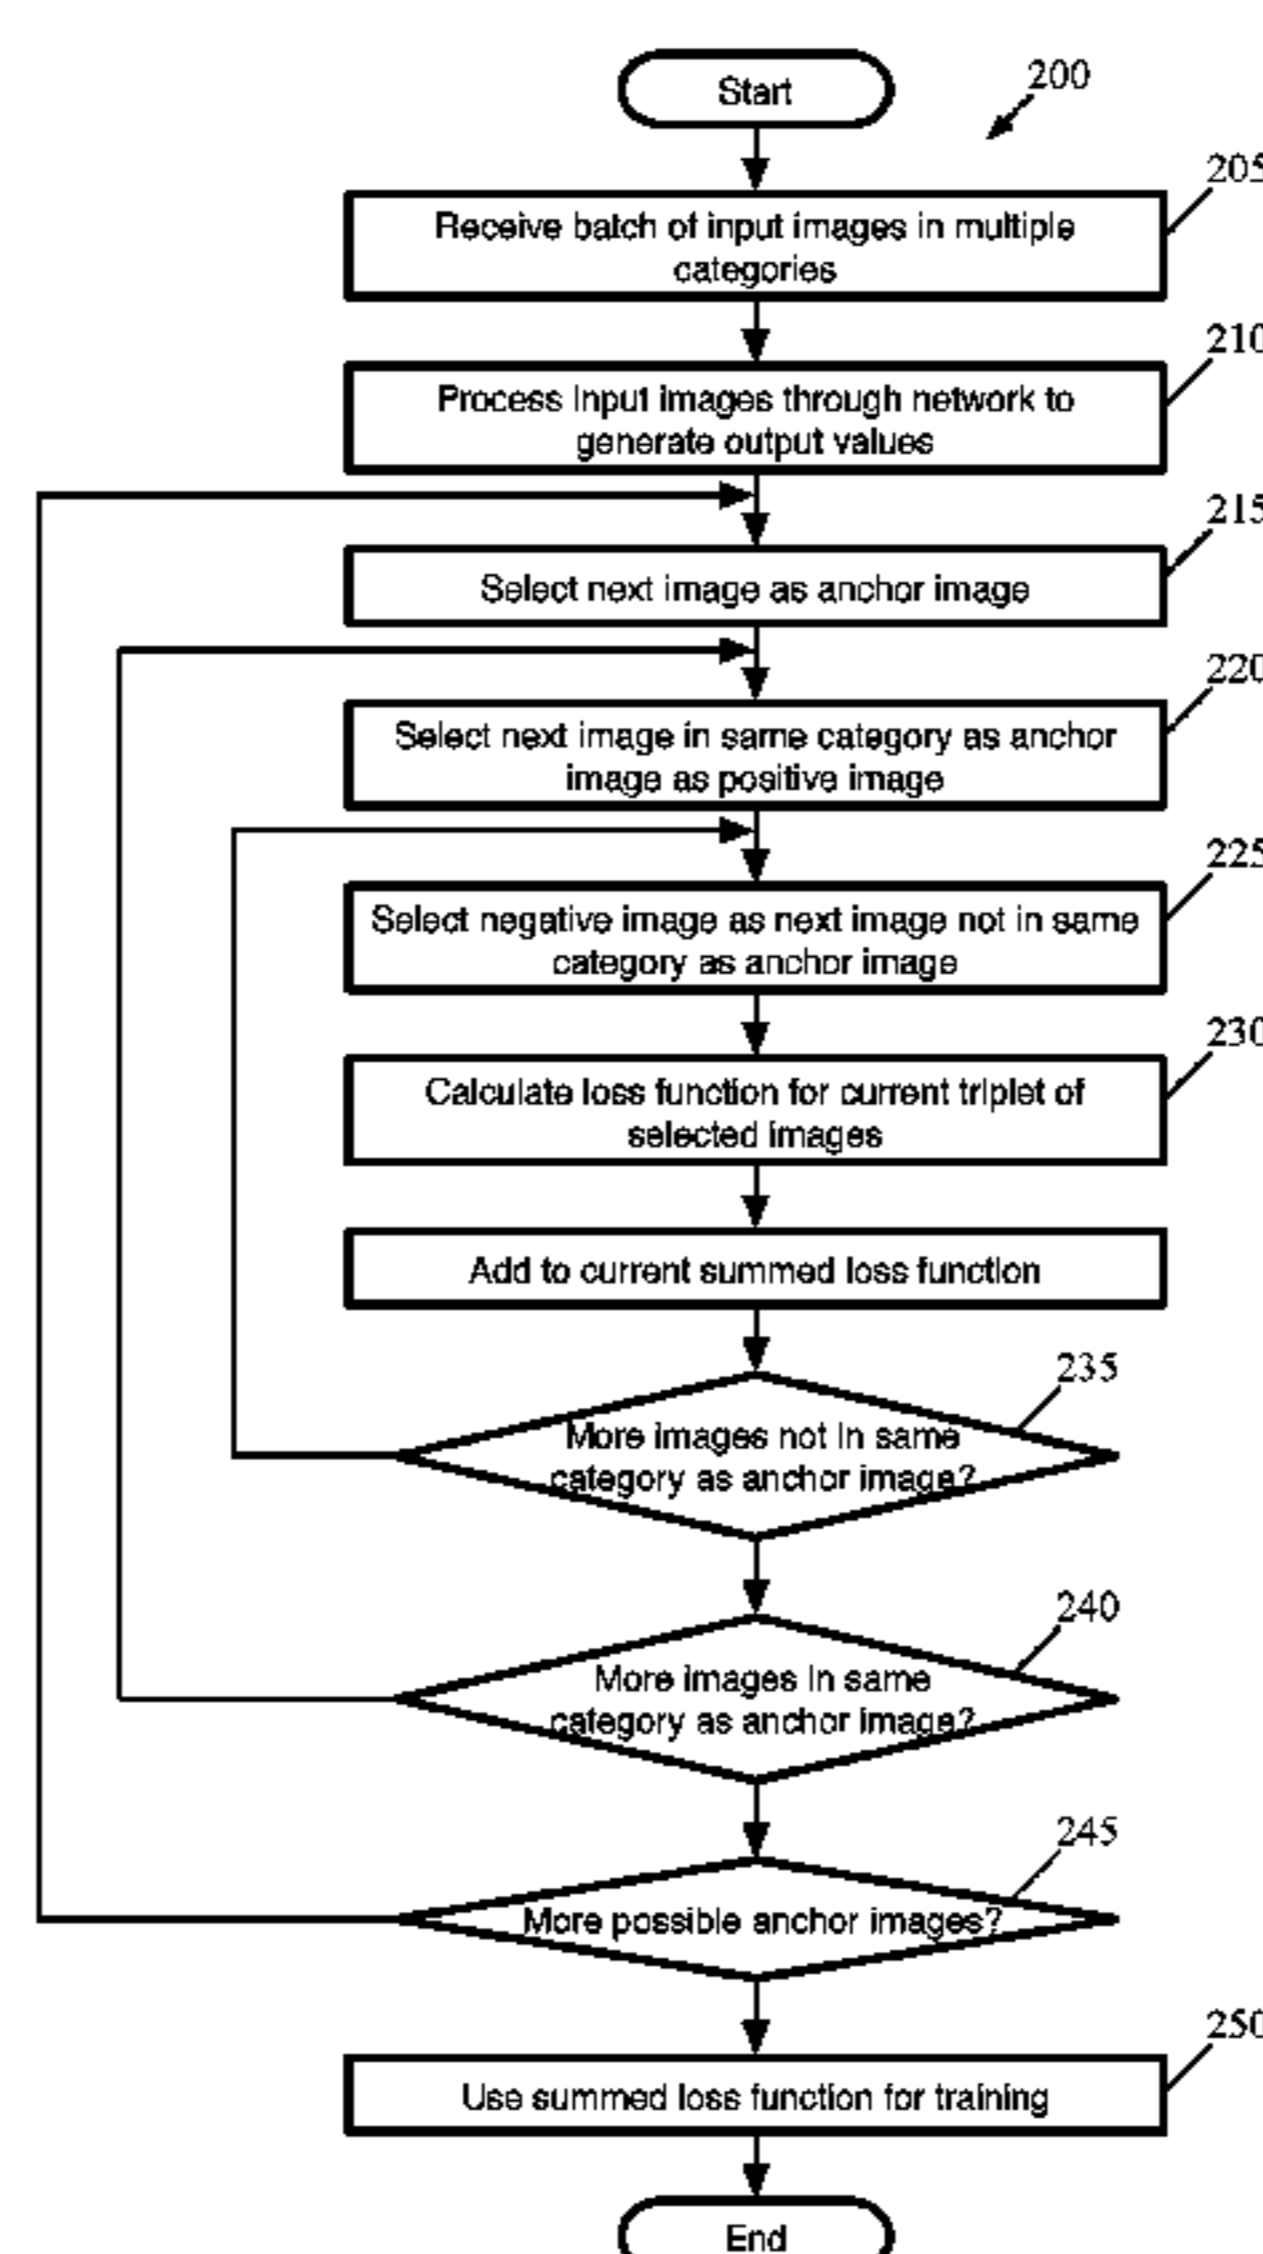 Start
200
205
Receive batch of input images in multiple
categories
210
Process input images through network to
generate output values
215
Select next image as anchor image
220
Select next image in same category as anchor
image as positive image
225
Select negative image as next image not in same
category as anchor image
230
Calculate loss function for current triplet of
selected images
Add to current summed loss function
235
More images not in same
category as anchor image?
240
More images in same
category as anchor image?
245
More possible anchor images?
250
Use summed loss function for training
End